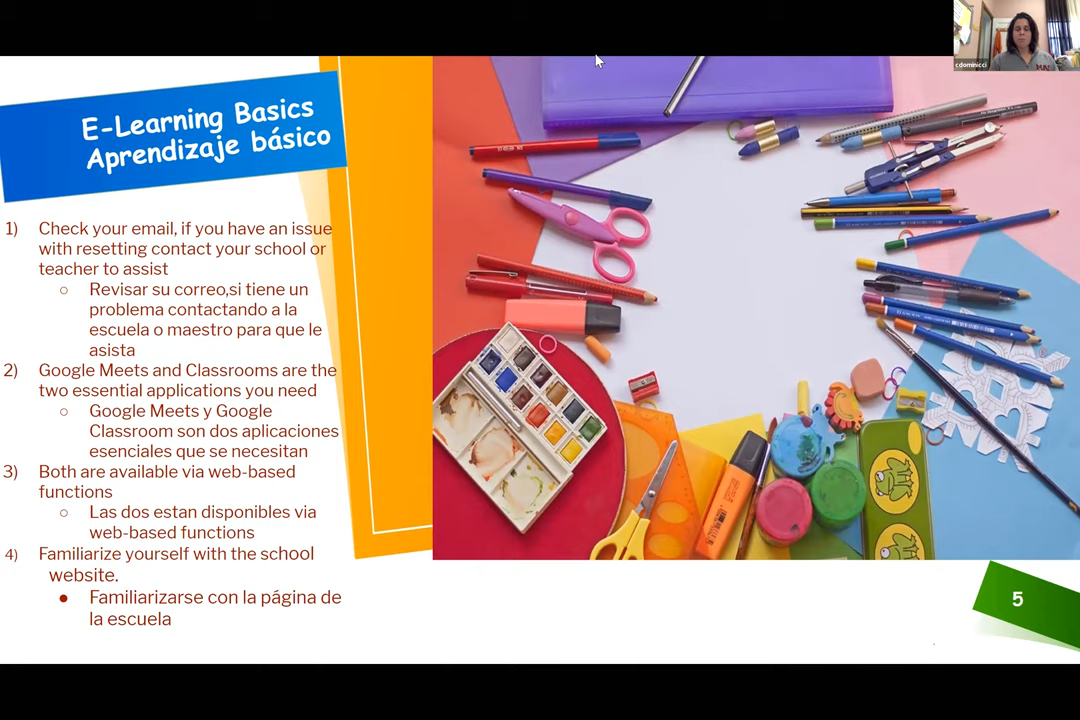 cdominicci
E-Learning Basics
Aprendizaje básico
1) Check your email, if you have an issue
with resetting contact your school or
teacher to assist
○ Revisar su correo,si tiene un
problema contactando a la
escuela o maestro para que le
asista
2) Google Meets and Classrooms are the
two essential applications you need
○ Google Meets y Google
Classroom son dos aplicaciones
esenciales que se necesitan
3) Both are available via web-based
functions
○ Las dos estan disponibles via
web-based functions
4) Familiarize yourself with the school
website.
● Familiarizarse con la página de
la escuela
5